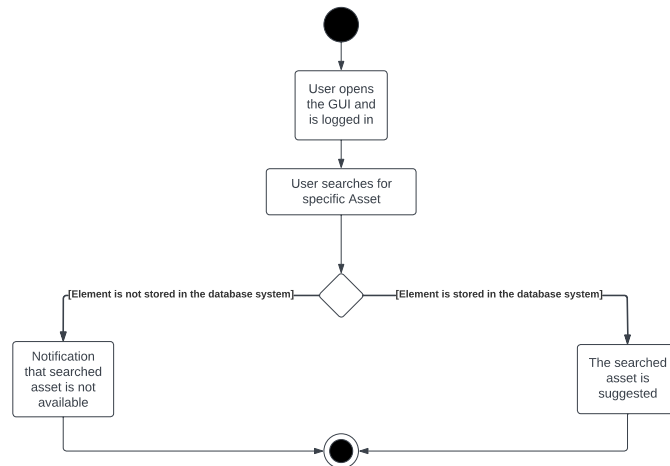 User opens
the GUI and
is logged in
User searches for
specific Asset
[Element is not stored in the database system]
[Element is stored in the database system]
Notification
that searched
asset is not
available
The searched
asset is
suggested